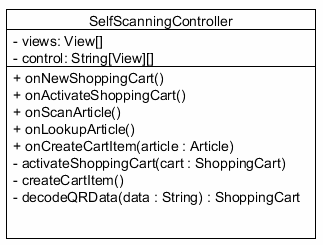 SelfScanningController
- views: View[]
- control: String[View][]
+ onNewShoppingCart()
+ onActivateShoppingCart()
+ onScanArticle()
+ onLookupArticle()
+ onCreateCartItem(article : Article)
- activateShoppingCart(cart : ShoppingCart)
- createCartItem()
- decodeQRData(data : String) : ShoppingCart